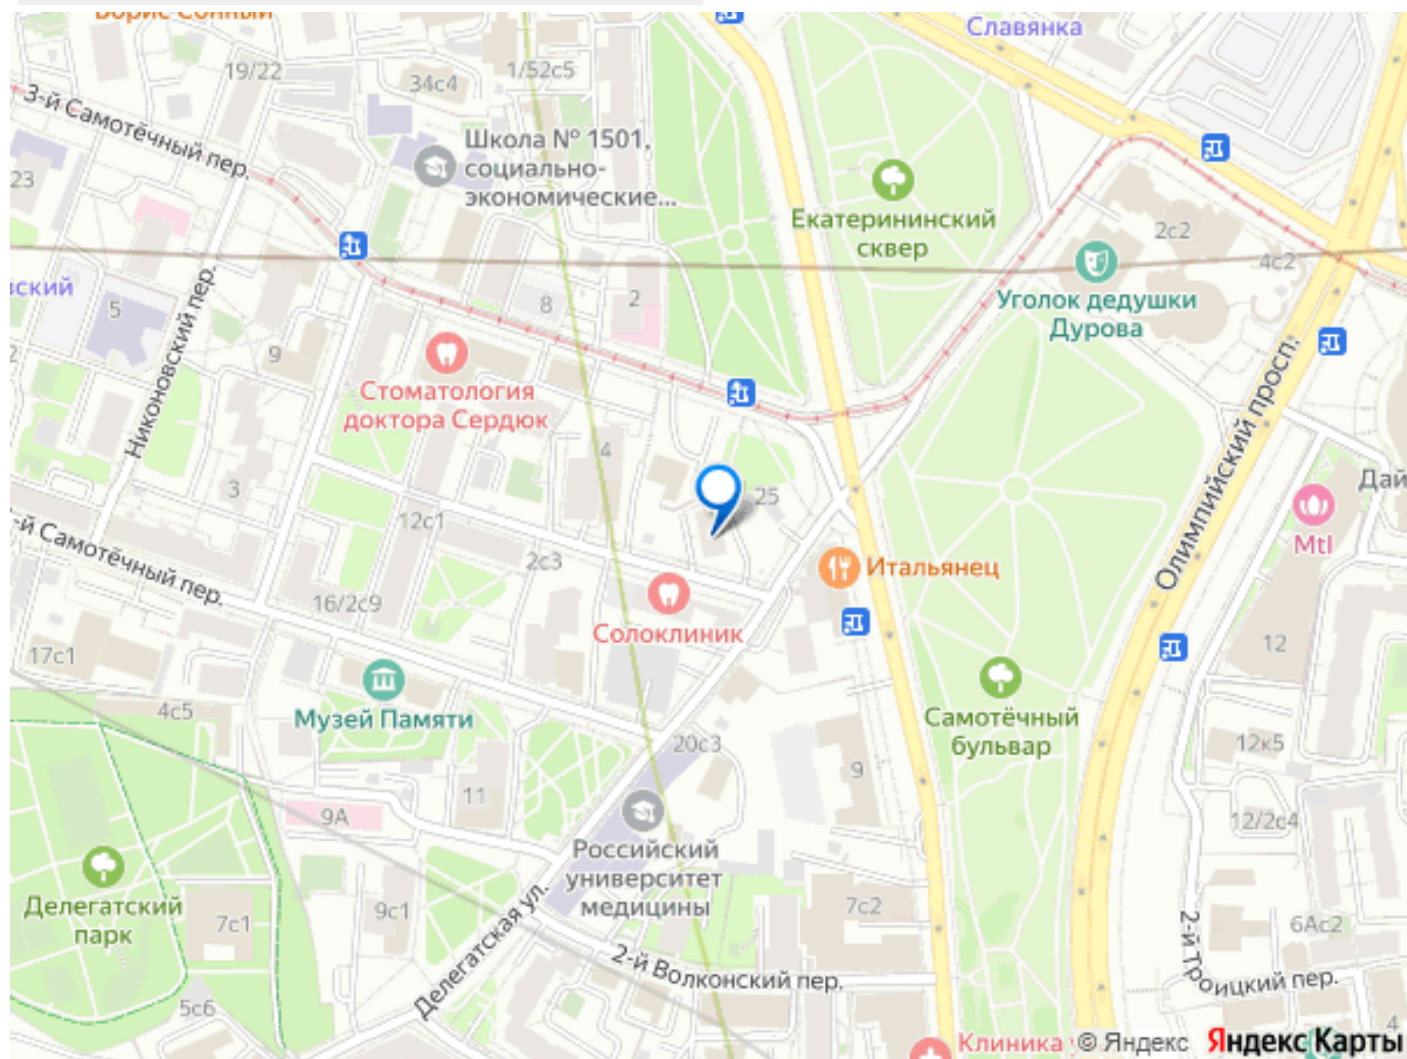 Борис Сонный
Славянка
19/22
34с4
1/52с5
3-й Самотёчный пер.
Школа № 1501,
социально-
экономические...
23
Екатерининский
сквер
2с2
4с2
ский
5
Никоновский пер.
9
8
2
Уголок дедушки
Дурова
Стоматология
доктора Сердюк
Олимпийский просп.
4
3
25
Дай
12с1
2с3
Итальянец
Mtl
-й Самотёчный пер.
16/2с9
Солоклиник
17с1
12
4с5
Музей Памяти
Самотёчный
бульвар
20с3
12к5
9
11
9А
12/2с4
Российский
университет
медицины
Делегатский
парк
7с1
9с1
7с2
6Ас2
Делегатская ул.
2-й Волконский пер.
2-й Троицкий пер.
5с6
4
Клиника
© Яндекс
Яндекс Карты